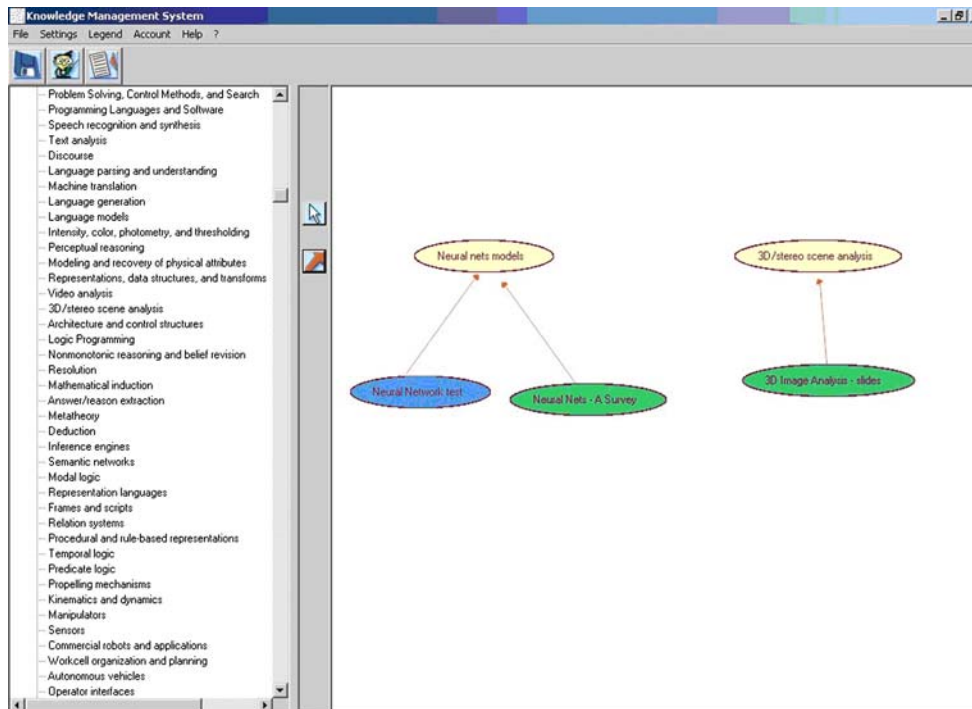 Knowledge Management System
File Settings Legend Account Help ?
Problem Solving, Control Methods, and Search
Programming Languages and Software
Speech recognition and synthesis
Text analysis
Discourse
Language parsing and understanding
Machine translation
Language generation
Language models
Intensity, color, photometry, and thresholding
Perceptual reasoning
Modeling and recovery of physical attributes
Representations, data structures, and transforms
Video analysis
3D/stereo scene analysis
Architecture and control structures
Logic Programming
Nonmonotonic reasoning and belief revision
Resolution
Mathematical induction
Answer/reason extraction
Metatheory
Deduction
Inference engines
Semantic networks
Modal logic
Representation languages
Frames and scripts
Relation systems
Procedural and rule-based representations
Temporal logic
Predicate logic
Propelling mechanisms
Kinematics and dynamics
Manipulators
Sensors
Commercial robots and applications
Workcell organization and planning
Autonomous vehicles
Operator interfaces
Neural nets models
3D/stereo scene analysis
Neural Network test
Neural Nets - A Survey
3D Image Analysis - slides